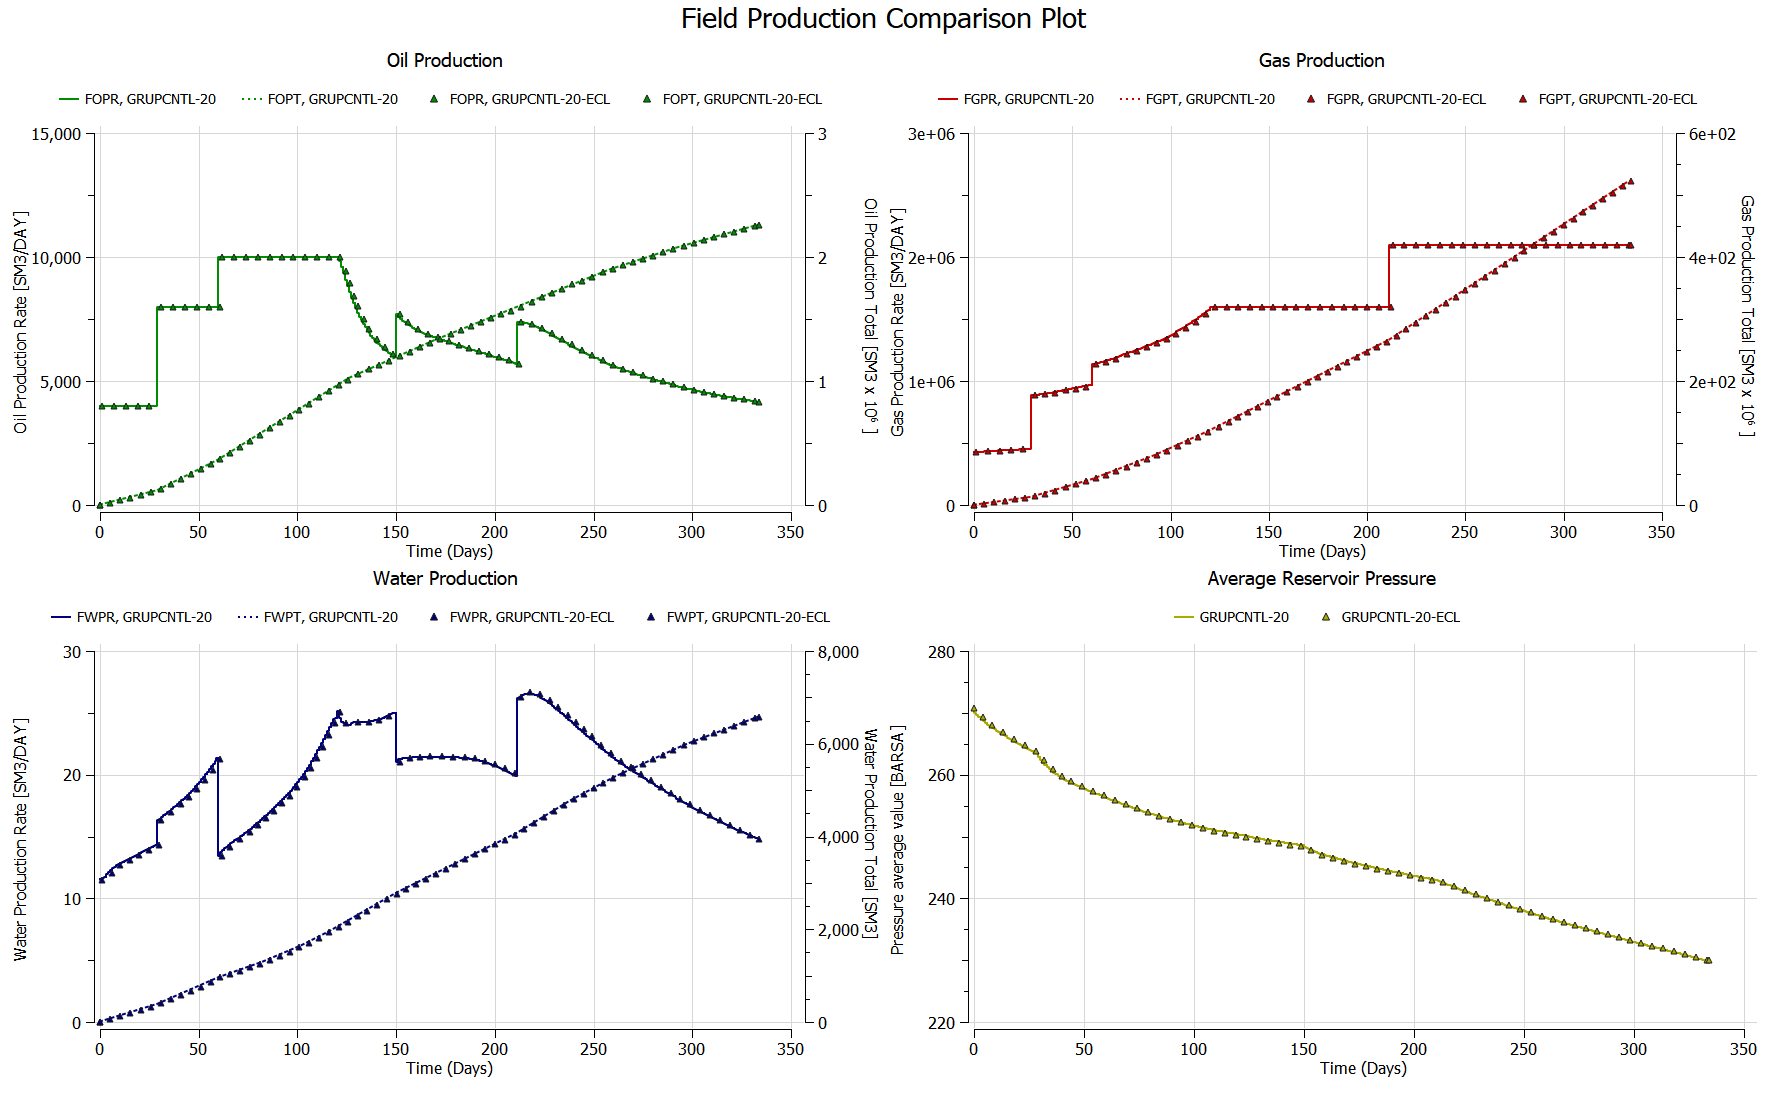 Field Production Comparison Plot
Oil Production
FOPR, GRUPCNTL-20 FOPT, GRUPCNTL-20 FOPR, GRUPCNTL-20-ECL FOPT, GRUPCNTL-20-ECL
15,000
10,000
5,000
0
Oil Production Rate [SM3/DAY]
3
2
1
0
Oil Production Total [SM3 x 10⁶ ]
0 50 100 150 200 250 300 350
Time (Days)
Gas Production
FGPR, GRUPCNTL-20 FGPT, GRUPCNTL-20 FGPR, GRUPCNTL-20-ECL FGPT, GRUPCNTL-20-ECL
3e+06
2e+06
1e+06
0
Gas Production Rate [SM3/DAY]
6e+02
4e+02
2e+02
0
Gas Production Total [SM3 x 10⁶ ]
0 50 100 150 200 250 300 350
Time (Days)
Water Production
FWPR, GRUPCNTL-20 FWPT, GRUPCNTL-20 FWPR, GRUPCNTL-20-ECL FWPT, GRUPCNTL-20-ECL
30
20
10
0
Water Production Rate [SM3/DAY]
8,000
6,000
4,000
2,000
0
Water Production Total [SM3]
0 50 100 150 200 250 300 350
Time (Days)
Average Reservoir Pressure
GRUPCNTL-20 GRUPCNTL-20-ECL
280
260
240
220
Pressure average value [BARSA]
0 50 100 150 200 250 300 350
Time (Days)